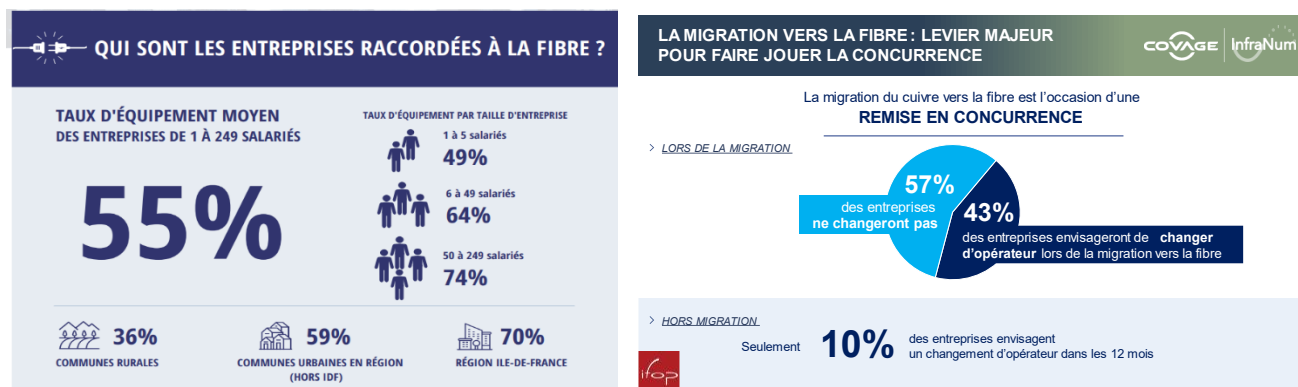 QUI SONT LES ENTREPRISES RACCORDÉES À LA FIBRE ?
TAUX D'ÉQUIPEMENT MOYEN
DES ENTREPRISES DE 1 À 249 SALARIÉS
55%
TAUX D'ÉQUIPEMENT PAR TAILLE D'ENTREPRISE
1 à 5 salariés
49%
6 à 49 salariés
64%
50 à 249 salariés
74%
36%
COMMUNES RURALES
59%
COMMUNES URBAINES EN RÉGION
(HORS IDF)
70%
RÉGION ILE-DE-FRANCE
LA MIGRATION VERS LA FIBRE : LEVIER MAJEUR
POUR FAIRE JOUER LA CONCURRENCE
COVAGE
InfraNum
La migration du cuivre vers la fibre est l'occasion d'une
REMISE EN CONCURRENCE
> LORS DE LA MIGRATION
57%
des entreprises
ne changeront pas
43%
des entreprises envisageront de changer
d'opérateur lors de la migration vers la fibre
> HORS MIGRATION
Seulement
10%
des entreprises envisagent
un changement d'opérateur dans les 12 mois
ifop